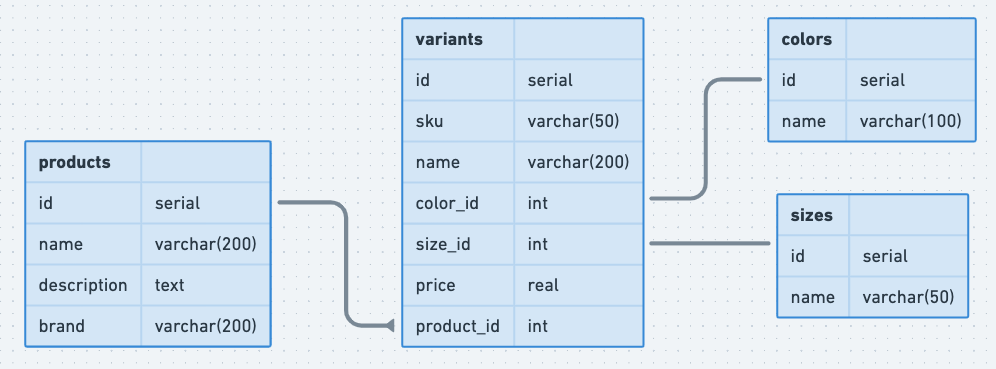 products
id serial
name varchar(200)
description text
brand varchar(200)
variants
id serial
sku varchar(50)
name varchar(200)
color_id int
size_id int
price real
product_id int
colors
id serial
name varchar(100)
sizes
id serial
name varchar(50)